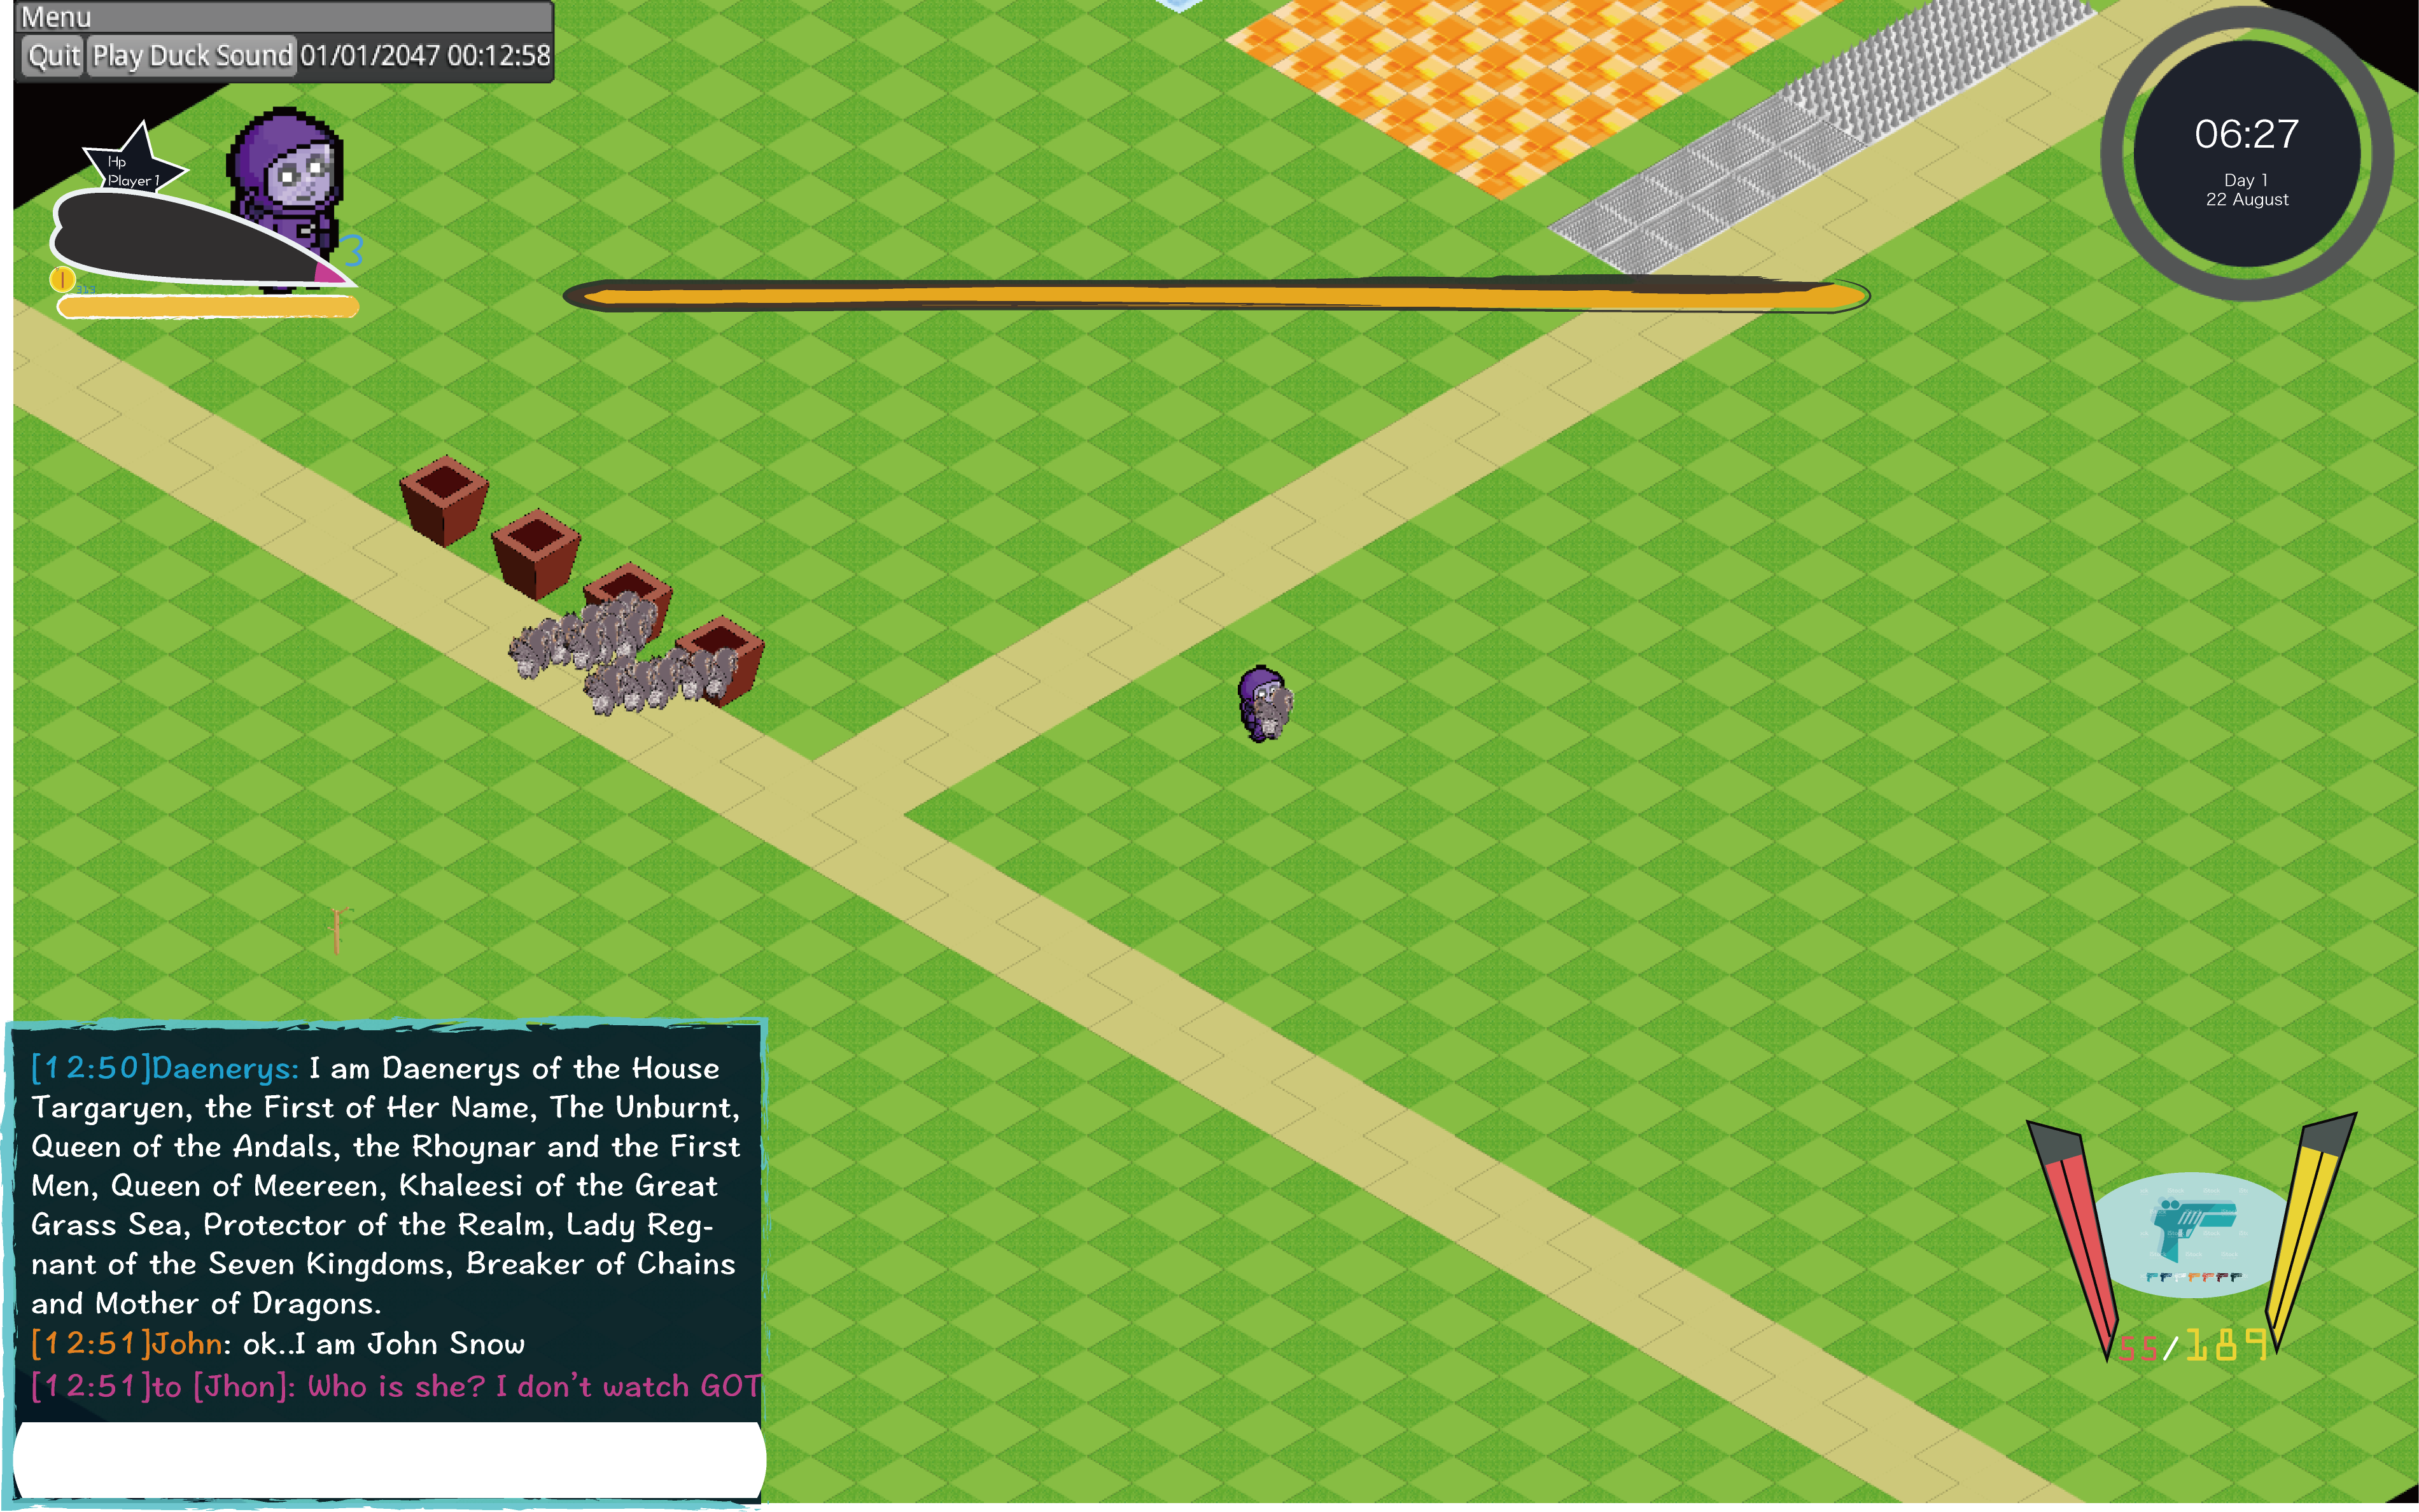 Menu
Quit Play Duck Sound 01/01/2047 00:12:58
Hp
Player 1
3
06:27
Day 1
22 August
[12:50]Daenerys: I am Daenerys of the House
Targaryen, the First of Her Name, The Unburnt,
Queen of the Andals, the Rhoynar and the First
Men, Queen of Meereen, Khaleesi of the Great
Grass Sea, Protector of the Realm, Lady Reg-
nant of the Seven Kingdoms, Breaker of Chains
and Mother of Dragons.
[12:51]John: ok..I am John Snow
[12:51]to [Jhon]: Who is she? I don't watch GOT
55/189